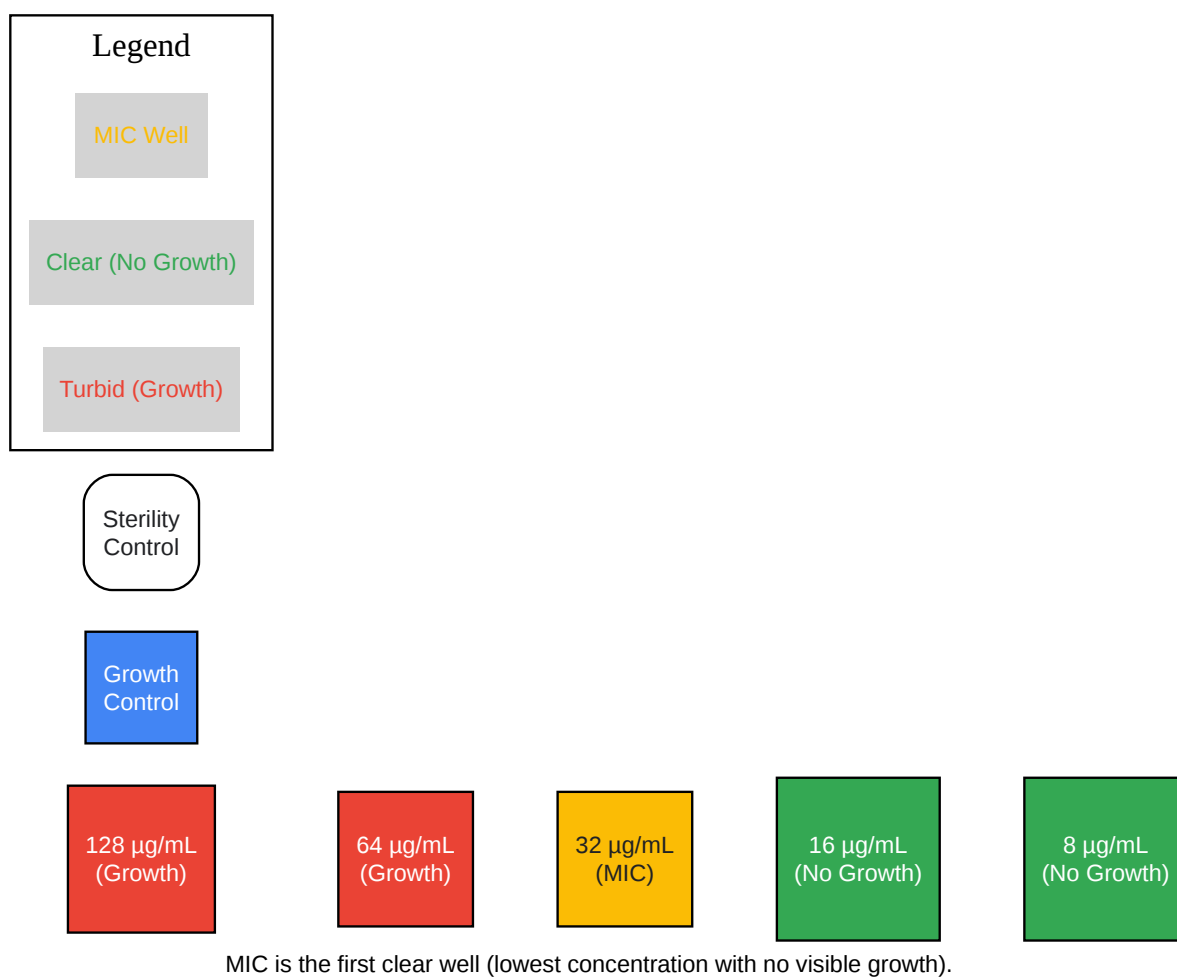 Legend
MIC Well
Clear (No Growth)
Turbid (Growth)
Sterility
Control
Growth
Control
128 µg/mL
(Growth)
64 µg/mL
(Growth)
32 µg/mL
(MIC)
16 µg/mL
(No Growth)
8 µg/mL
(No Growth)
MIC is the first clear well (lowest concentration with no visible growth).